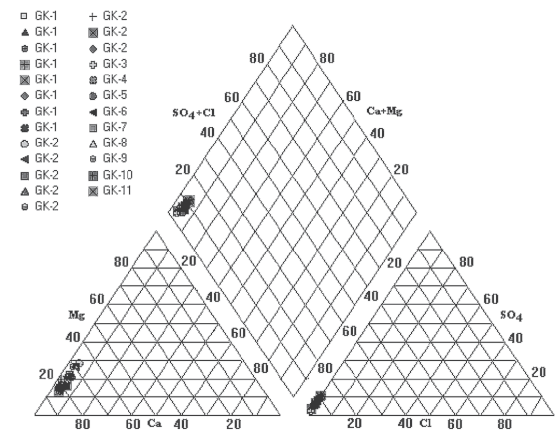 GK-1 GK-2
GK-1 GK-2
GK-1 GK-2
GK-1 GK-3
GK-1 GK-4
GK-1 GK-5
GK-1 GK-6
GK-1 GK-7
GK-2 GK-8
GK-2 GK-9
GK-2 GK-10
GK-2 GK-11
GK-2
80 80
60 60
SO₄+Cl Ca+Mg
40 40
20 20
80 20 20 80
60 40 40 60
Mg SO₄
40 60 60 40
20 80 80 20
80 60 Ca 40 20 20 40 Cl 60 80